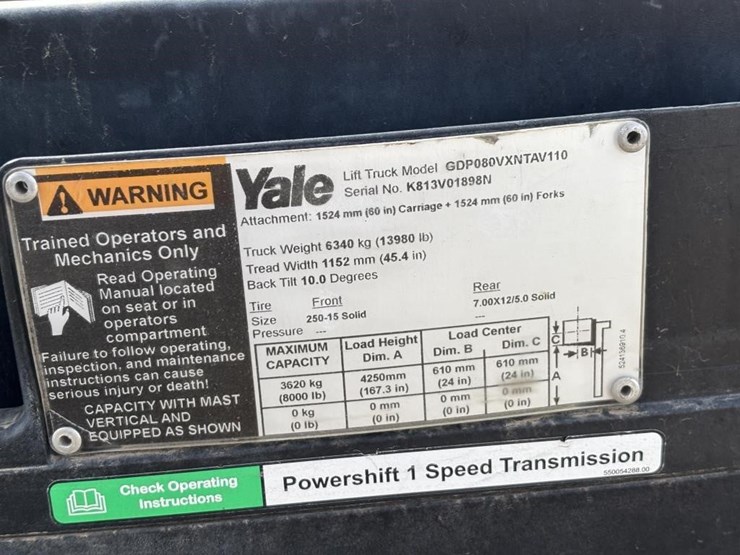 WARNING
Trained Operators and
Mechanics Only
Read Operating
Manual located
on seat or in
operators
compartment
Failure to follow operating,
inspection, and maintenance
instructions can cause
serious injury or death!
CAPACITY WITH MAST
VERTICAL AND
EQUIPPED AS SHOWN
Yale
Lift Truck Model GDP080VXNTAV110
Serial No. K813V01898N
Attachment: 1524 mm (60 in) Carriage + 1524 mm (60 in) Forks
Truck Weight 6340 kg (13980 lb)
Tread Width 1152 mm (45.4 in)
Back Tilt 10.0 Degrees
Tire Front Rear
Size 250-15 Solid 7.00X12/5.0 Solid
Pressure ---
MAXIMUM CAPACITY Load Height Dim. A Load Center Dim. B Dim. C
3620 kg 4250mm 610 mm 610 mm
(8000 lb) (167.3 in) (24 in) (24 in)
0 kg 0 mm 0 mm 0 mm
(0 lb) (0 in) (0 in) (0 in)
C
B
A
524136910.4
Check Operating
Instructions
Powershift 1 Speed Transmission
550054288.00